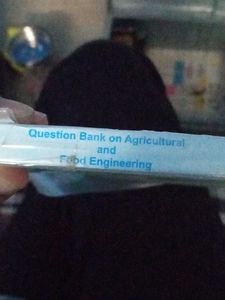 Question Bank on Agricultural
and
Food Engineering